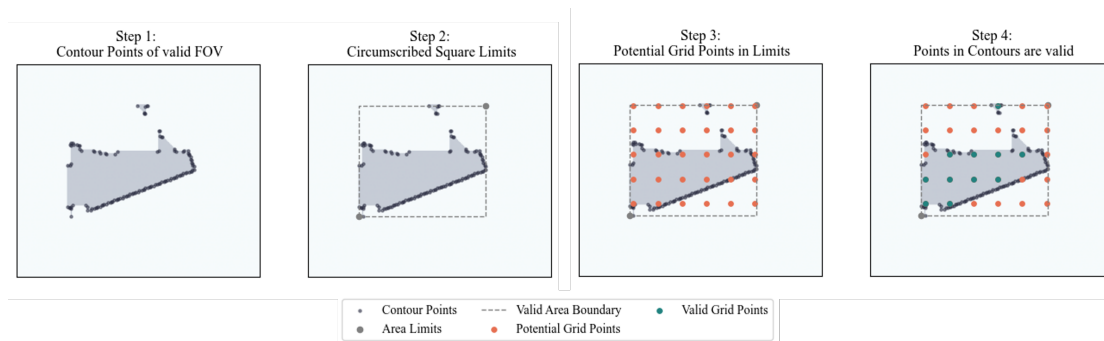 Step 1:
Contour Points of valid FOV
Step 2:
Circumscribed Square Limits
Step 3:
Potential Grid Points in Limits
Step 4:
Points in Contours are valid
Contour Points
Valid Area Boundary
Valid Grid Points
Area Limits
Potential Grid Points